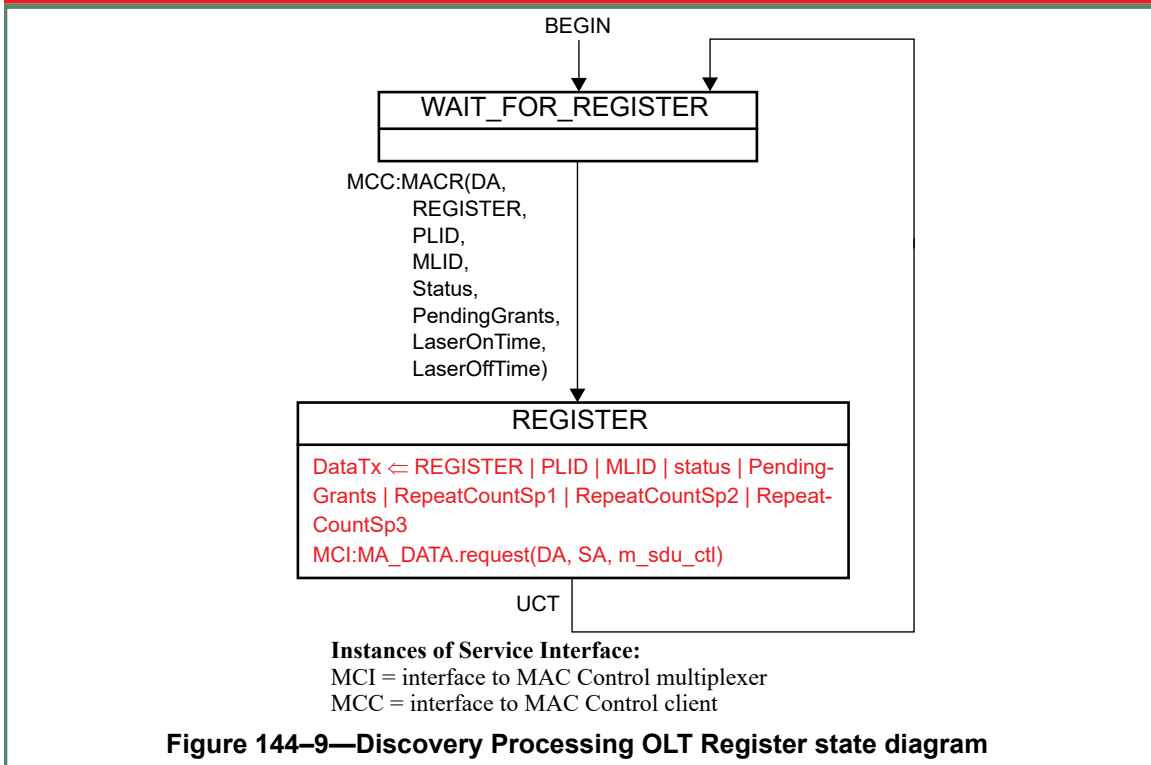 BEGIN
WAIT_FOR_REGISTER
MCC:MACR(DA,
REGISTER,
PLID,
MLID,
Status,
PendingGrants,
LaserOnTime,
LaserOffTime)
REGISTER
DataTx ⇐ REGISTER | PLID | MLID | status | Pending-
Grants | RepeatCountSp1 | RepeatCountSp2 | Repeat-
CountSp3
MCI:MA_DATA.request(DA, SA, m_sdu_ctl)
UCT
Instances of Service Interface:
MCI = interface to MAC Control multiplexer
MCC = interface to MAC Control client
Figure 144–9—Discovery Processing OLT Register state diagram